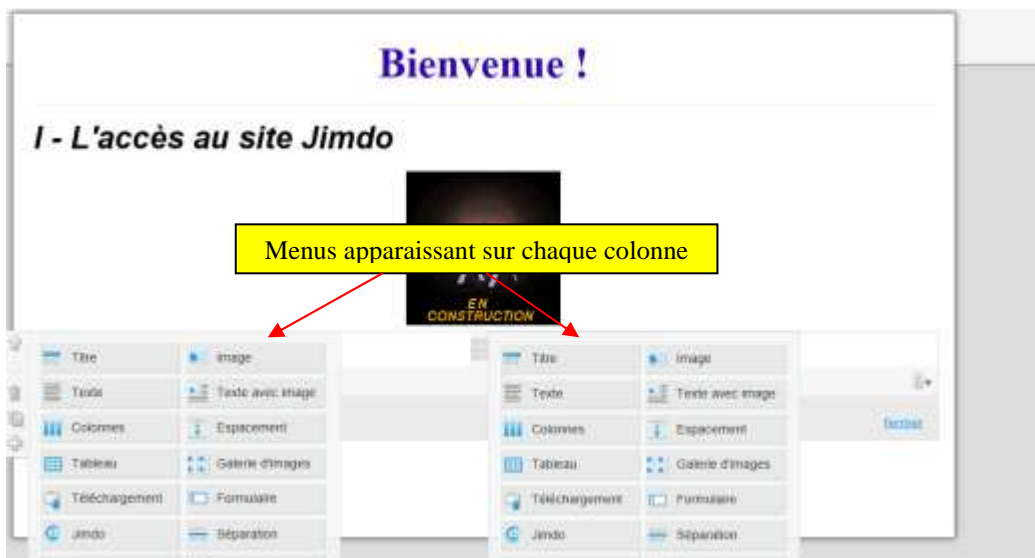 Bienvenue !
I - L'accès au site Jimdo
Menus apparaissant sur chaque colonne
EN
CONSTRUCTION
Titre Image Titre Image
Texte Texte avec image Texte Texte avec image
Colonnes Espacement Colonnes Espacement fermer
Tableau Galerie d'images Tableau Galerie d'images
Téléchargement Formulaire Téléchargement Formulaire
Jimdo Séparation Jimdo Séparation